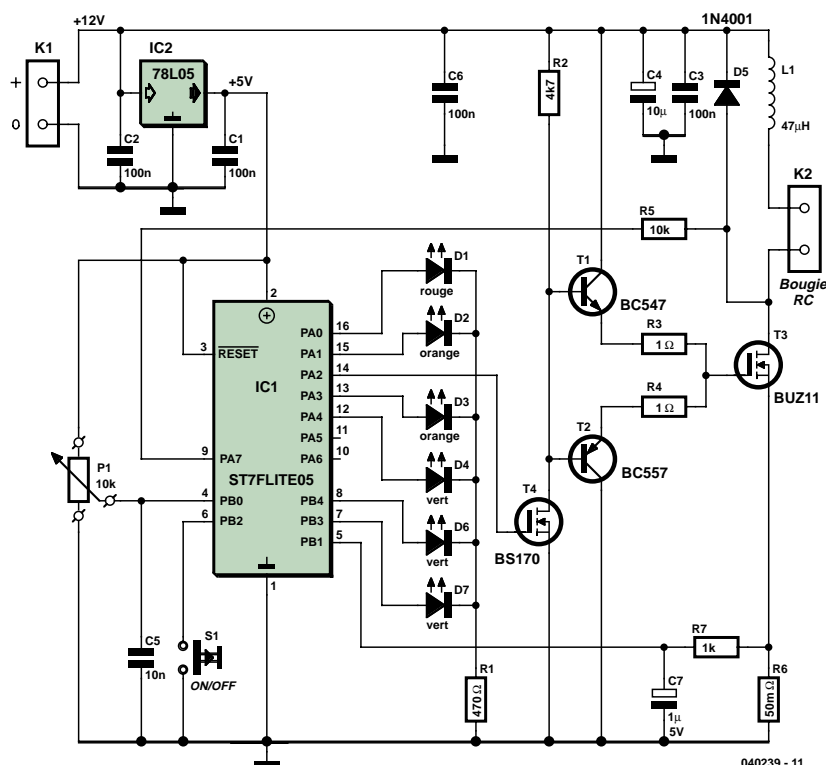 K1
+12V
IC2
78L05
+5V
C2
100n
C1
100n
+
0
C6
100n
R2
4k7
C4
10µ
C3
100n
1N4001
D5
L1
47µH
K2
Bougie
RC
R5
10k
D1
rouge
D2
orange
D3
orange
D4
vert
D6
vert
D7
vert
2
3
RESET
IC1
ST7FLITE05
PA0
16
PA1
15
PA2
14
PA3
13
PA4
12
PA5
11
PA6
10
9
PA7
4
PB0
6
PB2
PB4
8
PB3
7
PB1
5
1
P1
10k
C5
10n
S1
ON/OFF
R1
470Ω
T1
BC547
R3
1Ω
R4
1Ω
T2
BC557
T3
BUZ11
T4
BS170
R7
1k
C7
1µ
5V
R6
50mΩ
040239 - 11